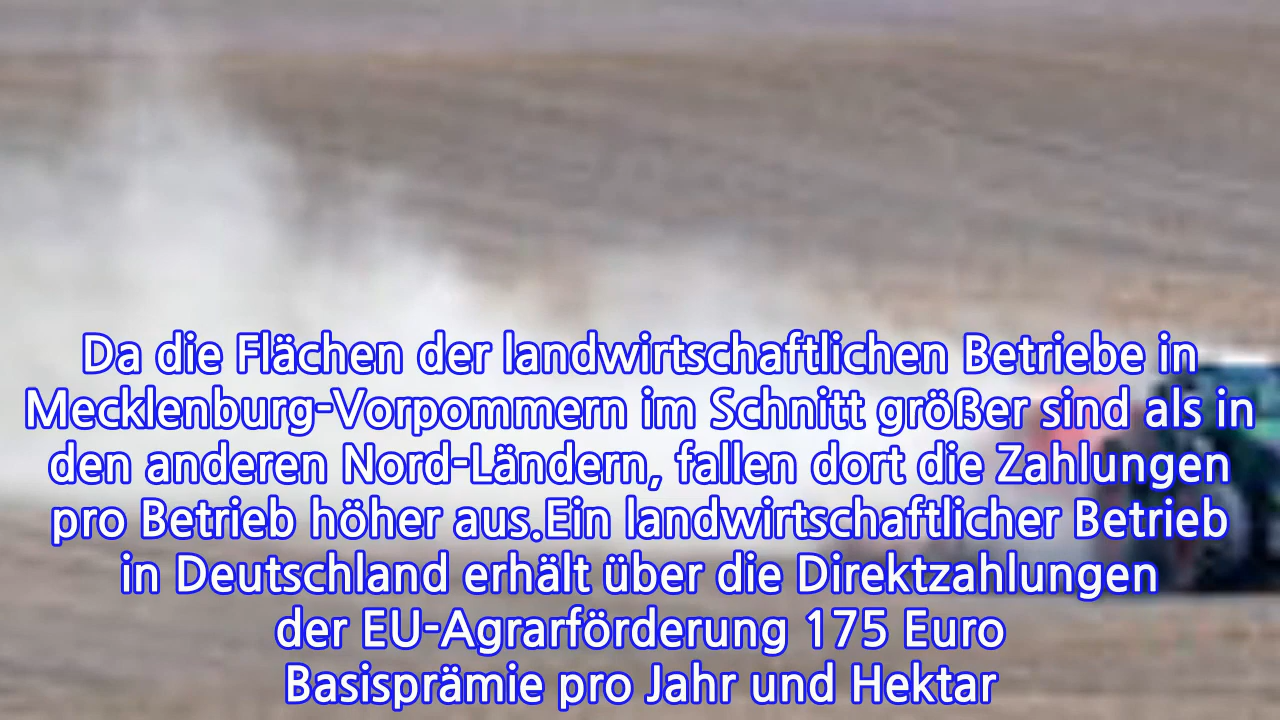 Da die Flächen der landwirtschaftlichen Betriebe in
Mecklenburg-Vorpommern im Schnitt größer sind als in
den anderen Nord-Ländern, fallen dort die Zahlungen
pro Betrieb höher aus.Ein landwirtschaftlicher Betrieb
in Deutschland erhält über die Direktzahlungen
der EU-Agrarförderung 175 Euro
Basisprämie pro Jahr und Hektar